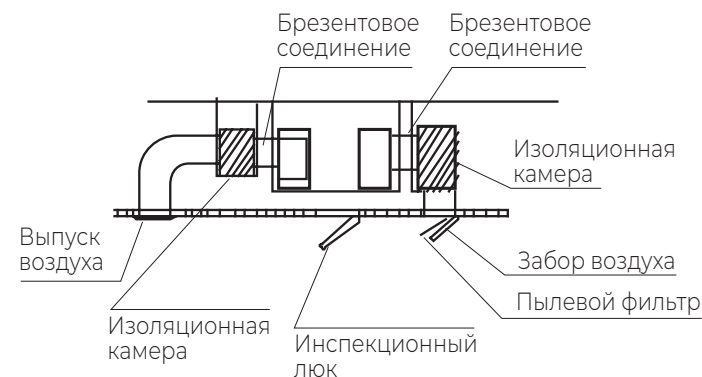 Брезентовое
соединение
Брезентовое
соединение
Изоляционная
камера
Выпуск
воздуха
Забор воздуха
Пылевой фильтр
Изоляционная
камера
Инспекционный
люк